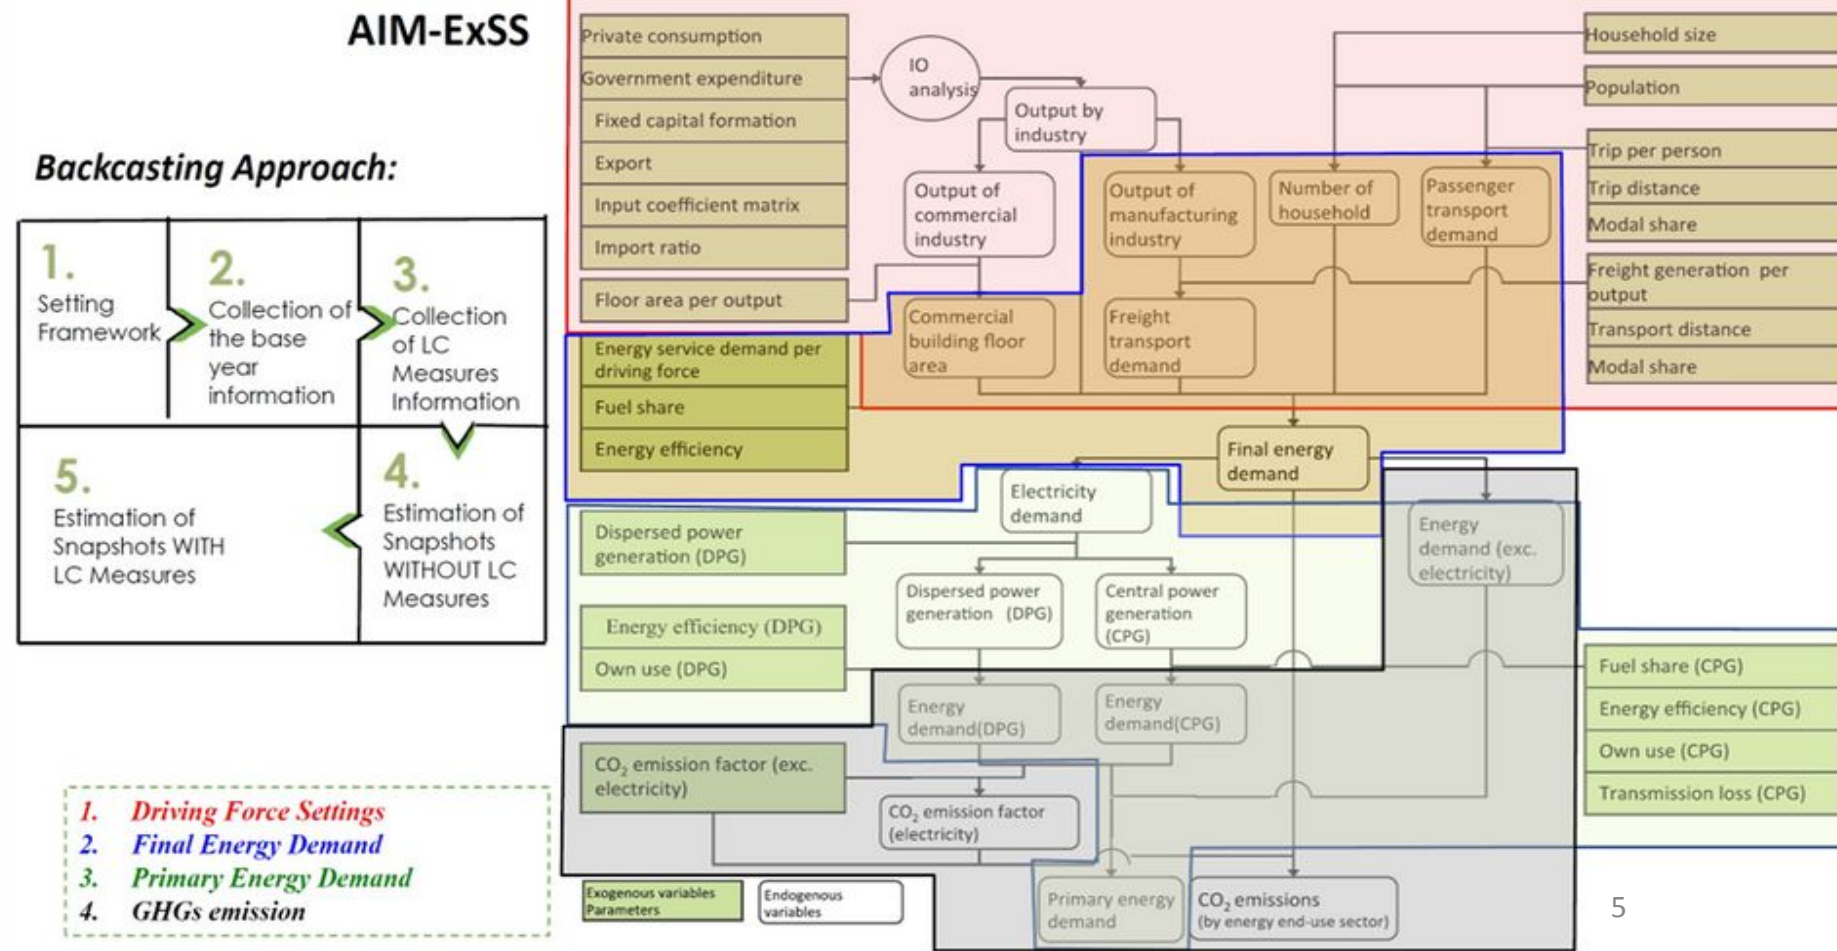 AIM-ExSS
Backcasting Approach:
1.
Setting
Framework
2.
Collection of
the base
year
information
3.
Collection
of LC
Measures
Information
4.
Estimation of
Snapshots
WITHOUT LC
Measures
5.
Estimation of
Snapshots WITH
LC Measures
1. Driving Force Settings
2. Final Energy Demand
3. Primary Energy Demand
4. GHGs emission
Private consumption
Government expenditure
Fixed capital formation
Export
Input coefficient matrix
Import ratio
Floor area per output
Energy service demand per
driving force
Fuel share
Energy efficiency
IO
analysis
Output by
industry
Output of
commercial
industry
Output of
manufacturing
industry
Number of
household
Passenger
transport
demand
Commercial
building floor
area
Freight
transport
demand
Household size
Population
Trip per person
Trip distance
Modal share
Freight generation per
output
Transport distance
Modal share
Final energy
demand
Electricity
demand
Energy
demand (exc.
electricity)
Dispersed power
generation (DPG)
Energy efficiency (DPG)
Own use (DPG)
Dispersed power
generation (DPG)
Central power
generation
(CPG)
Energy
demand(DPG)
Energy
demand(CPG)
Fuel share (CPG)
Energy efficiency (CPG)
Own use (CPG)
Transmission loss (CPG)
CO₂ emission factor (exc.
electricity)
CO₂ emission factor
(electricity)
Exogenous variables
Parameters
Endogenous
variables
Primary energy
demand
CO₂ emissions
(by energy end-use sector)
5